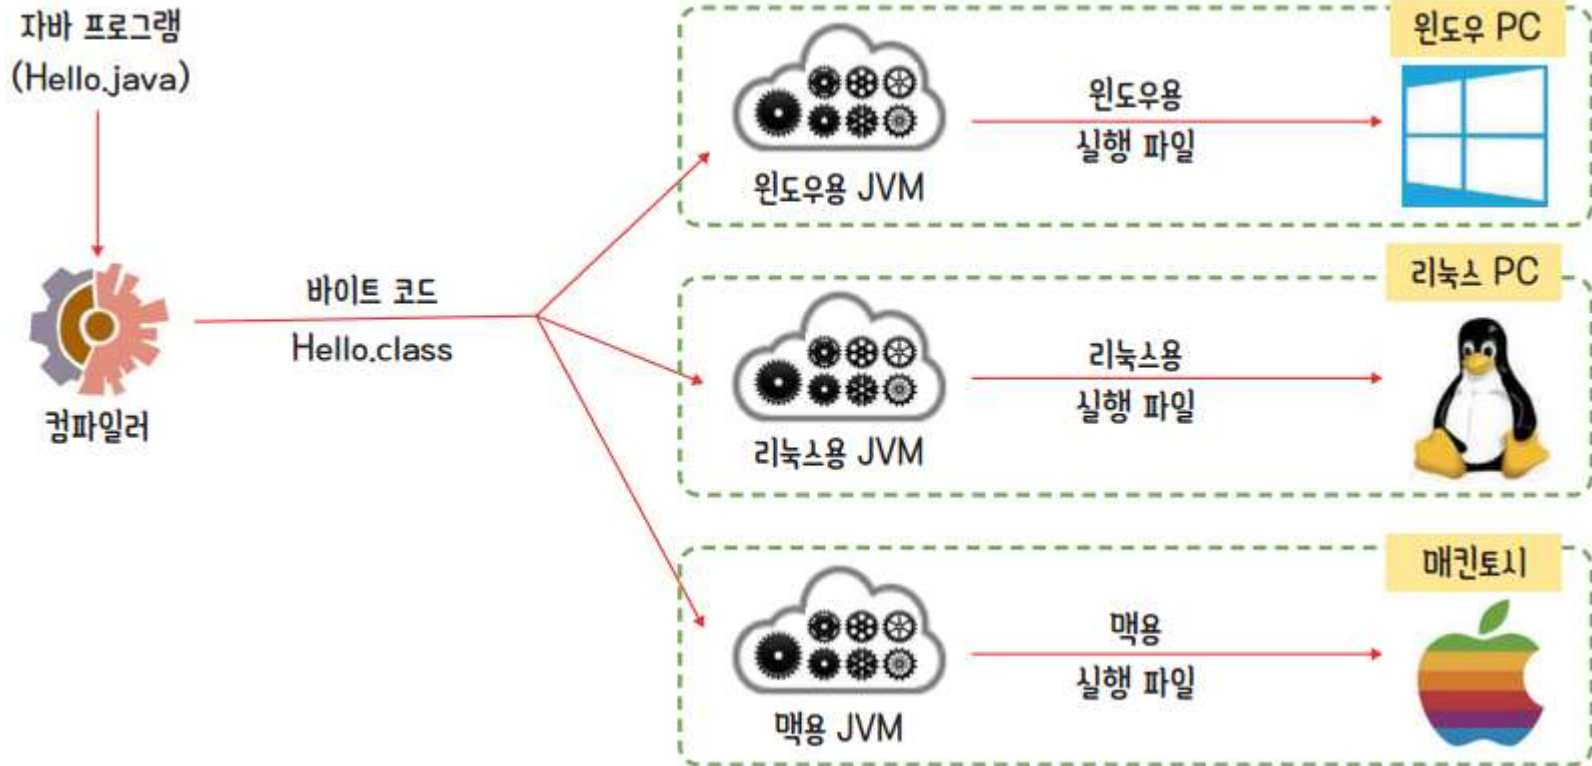 자바 프로그램
(Hello.java)
컴파일러
바이트 코드
Hello.class
윈도우용 JVM
윈도우용
실행 파일
윈도우 PC
리눅스용 JVM
리눅스용
실행 파일
리눅스 PC
맥용 JVM
맥용
실행 파일
매킨토시